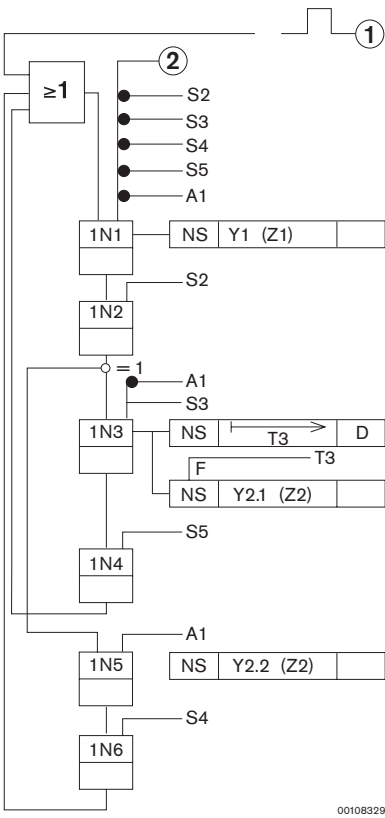 1
2
≥1
S2
S3
S4
S5
A1
1N1 NS Y1 (Z1)
S2
1N2
= 1
A1
S3
1N3 NS T3 D
T3
F
NS Y2.1 (Z2)
S5
1N4
A1
1N5 NS Y2.2 (Z2)
S4
1N6
00108329